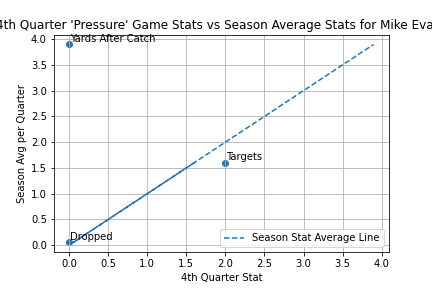 4th Quarter 'Pressure' Game Stats vs Season Average Stats for Mike Eva
4.0
3.5
3.0
2.5
2.0
1.5
1.0
0.5
0.0
Season Avg per Quarter
Yards After Catch
Targets
Dropped
Season Stat Average Line
0.0 0.5 1.0 1.5 2.0 2.5 3.0 3.5 4.0
4th Quarter Stat